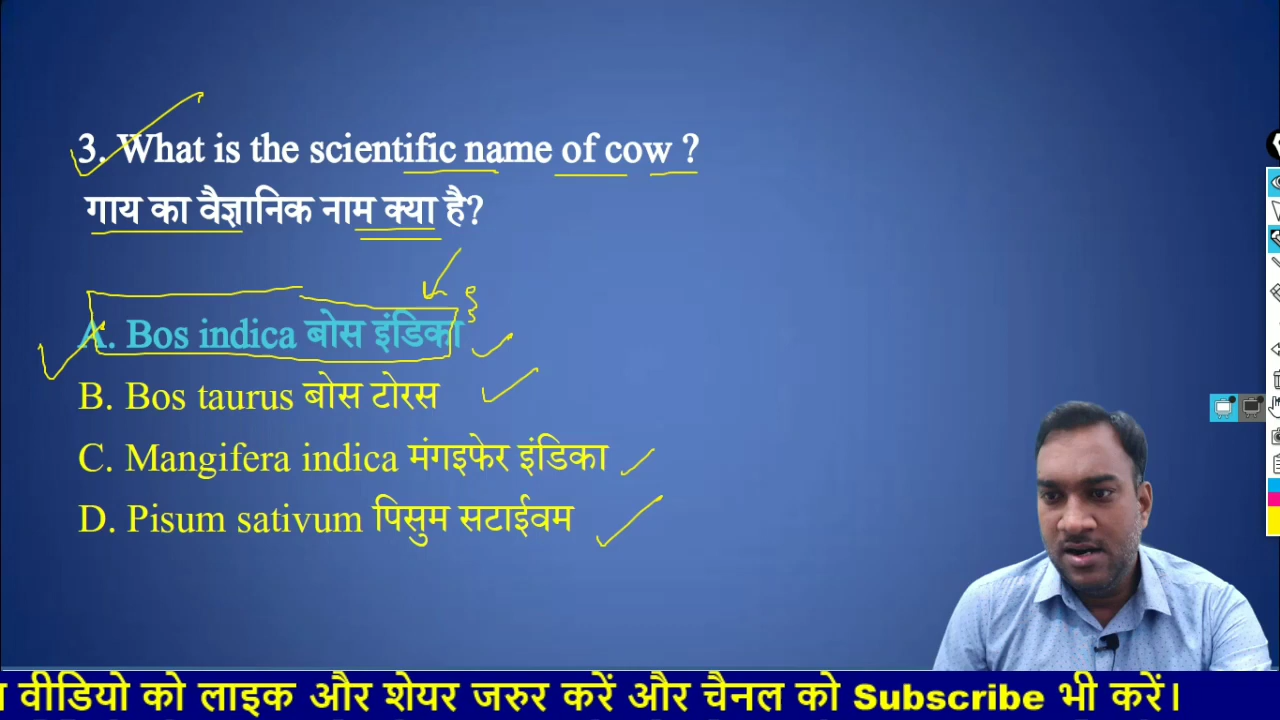 3. What is the scientific name of cow ?
गाय का वैज्ञानिक नाम क्या है?
A. Bos indica बोस इंडिका
B. Bos taurus बोस टोरस
C. Mangifera indica मंगइफेर इंडिका
D. Pisum sativum पिसुम सटाईवम
वीडियो को लाइक और शेयर जरुर करें और चैनल को Subscribe भी करें।